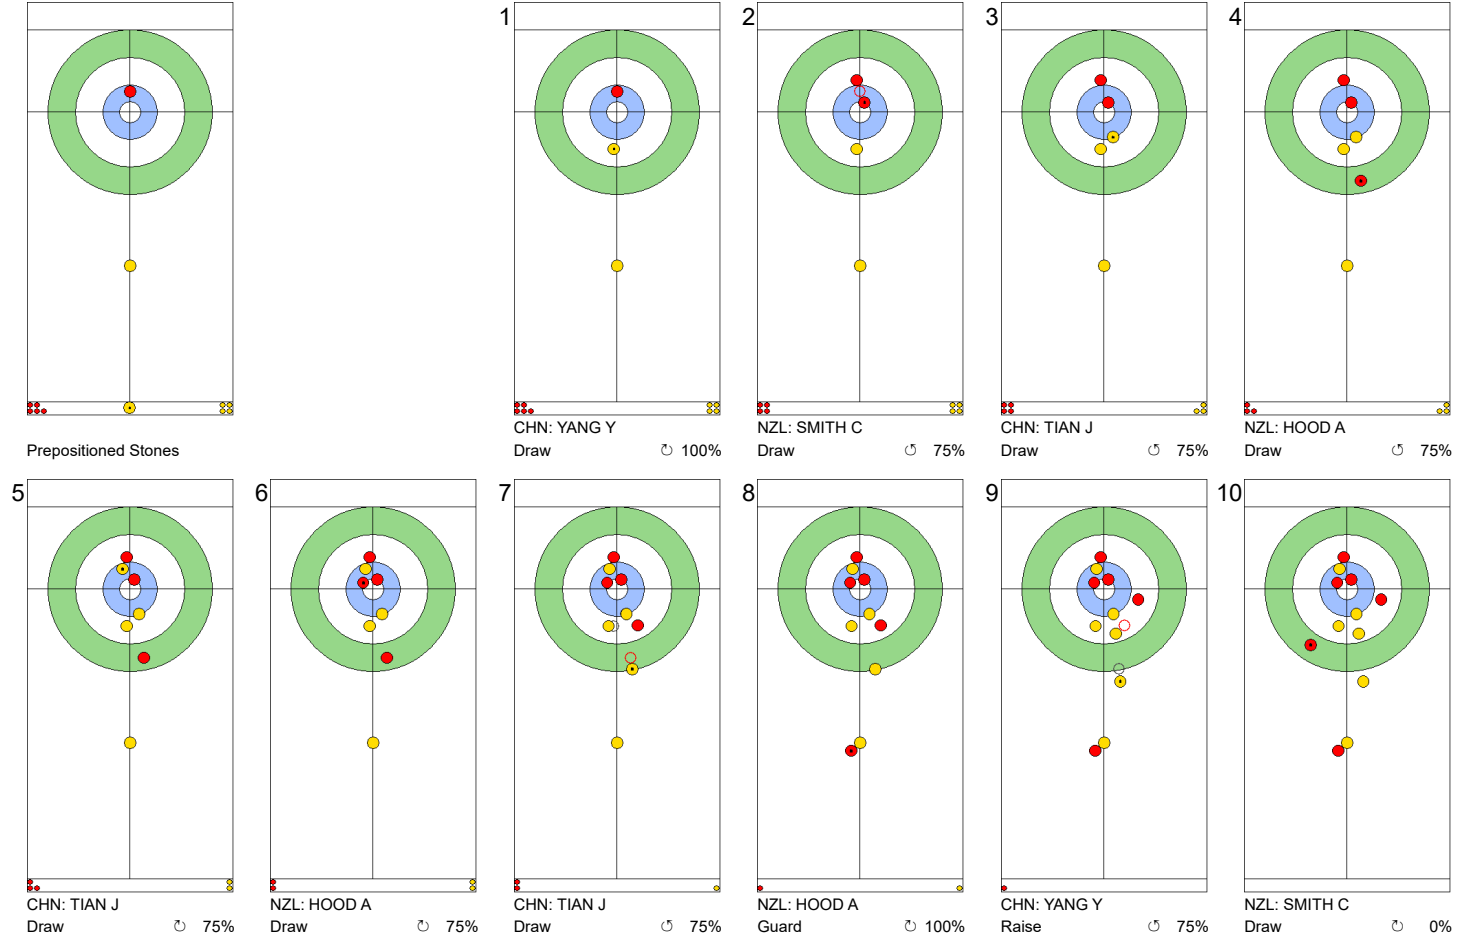 1
2
3
4
Prepositioned Stones
CHN: YANG Y
Draw ↻ 100%
NZL: SMITH C
Draw ↺ 75%
CHN: TIAN J
Draw ↺ 75%
NZL: HOOD A
Draw ↺ 75%
5
6
7
8
9
10
CHN: TIAN J
Draw ↻ 75%
NZL: HOOD A
Draw ↻ 75%
CHN: TIAN J
Draw ↺ 75%
NZL: HOOD A
Guard ↻ 100%
CHN: YANG Y
Raise ↺ 75%
NZL: SMITH C
Draw ↻ 0%